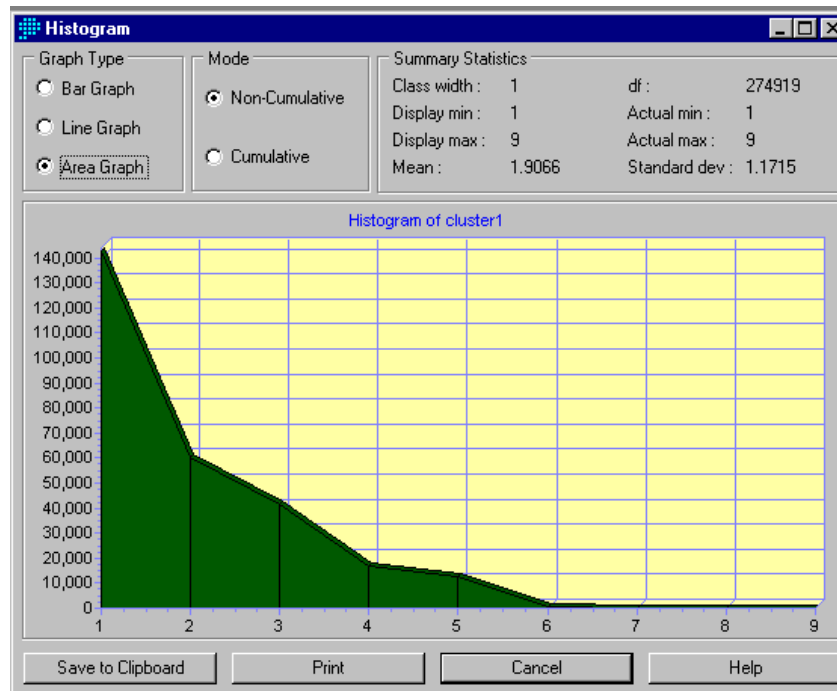 Histogram
Graph Type
Bar Graph
Line Graph
Area Graph
Mode
Non-Cumulative
Cumulative
Summary Statistics
Class width : 1 df : 274919
Display min : 1 Actual min : 1
Display max : 9 Actual max : 9
Mean : 1.9066 Standard dev : 1.1715
Histogram of cluster1
140,000
130,000
120,000
110,000
100,000
90,000
80,000
70,000
60,000
50,000
40,000
30,000
20,000
10,000
0
1 2 3 4 5 6 7 8 9
Save to Clipboard Print Cancel Help